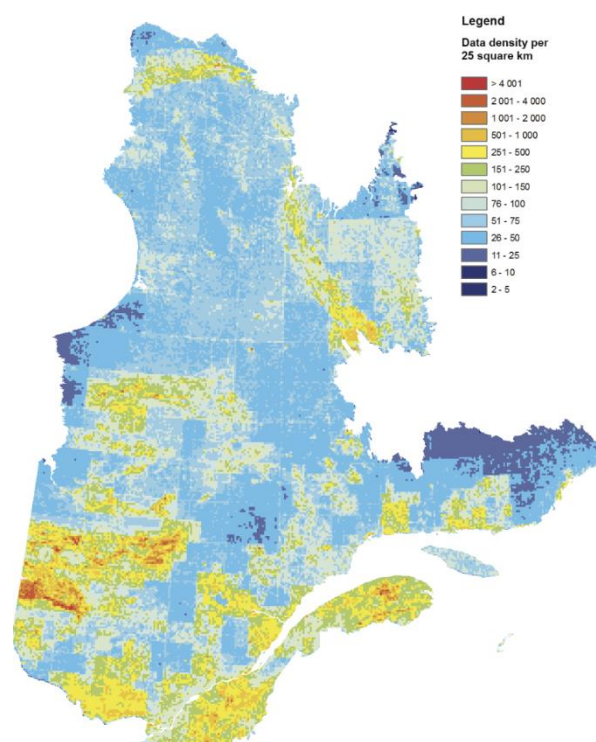 Legend
Data density per
25 square km
> 4 001
2 001 - 4 000
1 001 - 2 000
501 - 1 000
251 - 500
151 - 250
101 - 150
76 - 100
51 - 75
26 - 50
11 - 25
6 - 10
2 - 5